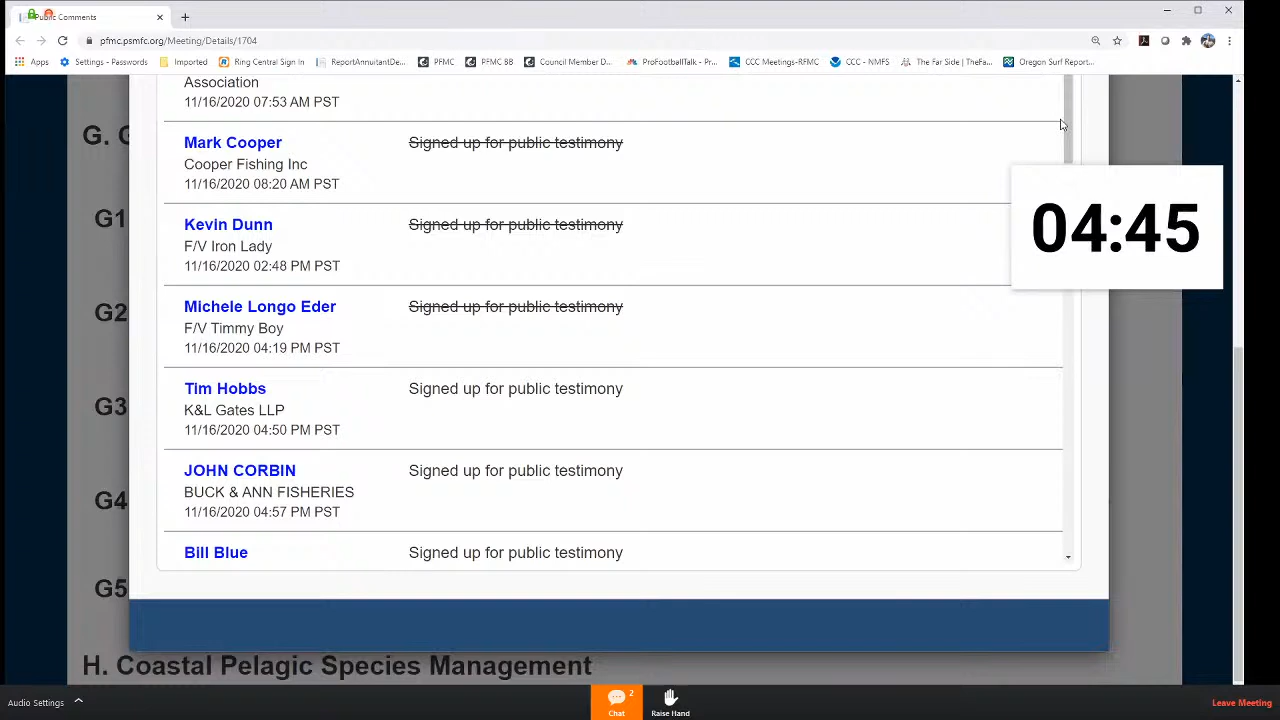 Public Comments
pfmc.psmfc.org/Meeting/Details/1704
Apps Settings - Passwords Imported Ring Central Sign in ReportAnnuitantDe... PFMC PFMC BB Council Member D... ProFootballTalk - Pr... CCC Meetings-RFMC CCC - NMFS The Far Side | TheFa... Oregon Surf Report...
Association
11/16/2020 07:53 AM PST
G. G
Mark Cooper Signed up for public testimony
Cooper Fishing Inc
11/16/2020 08:20 AM PST
G1
Kevin Dunn Signed up for public testimony
F/V Iron Lady
11/16/2020 02:48 PM PST
04:45
G2
Michele Longo Eder Signed up for public testimony
F/V Timmy Boy
11/16/2020 04:19 PM PST
G3
Tim Hobbs Signed up for public testimony
K&L Gates LLP
11/16/2020 04:50 PM PST
G4
JOHN CORBIN Signed up for public testimony
BUCK & ANN FISHERIES
11/16/2020 04:57 PM PST
Bill Blue Signed up for public testimony
G5
H. Coastal Pelagic Species Management
Audio Settings
2
Chat
Raise Hand
Leave Meeting